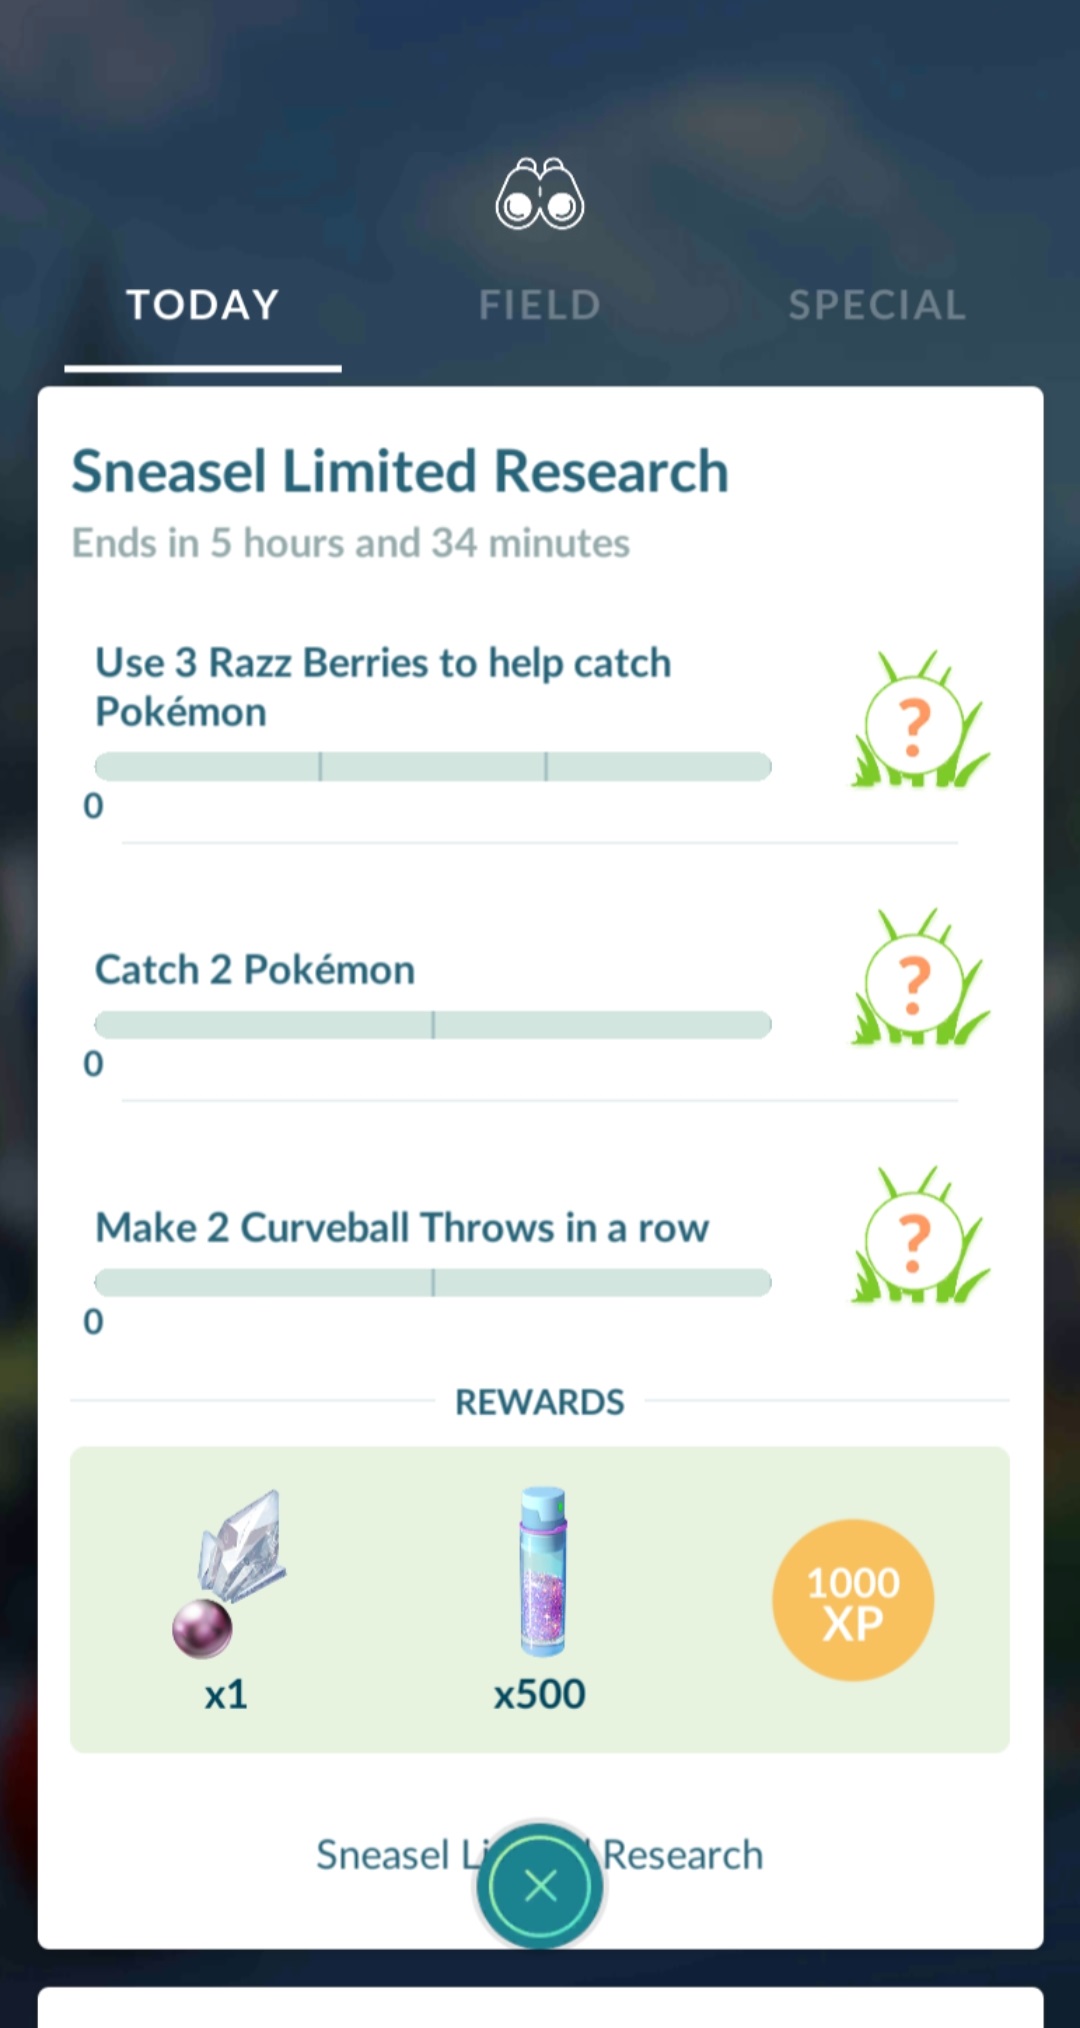 TODAY
FIELD
SPECIAL
Sneasel Limited Research
Ends in 5 hours and 34 minutes
Use 3 Razz Berries to help catch
Pokémon
?
0
Catch 2 Pokémon
?
0
Make 2 Curveball Throws in a row
?
0
REWARDS
1000
XP
x1
x500
Sneasel Li Research